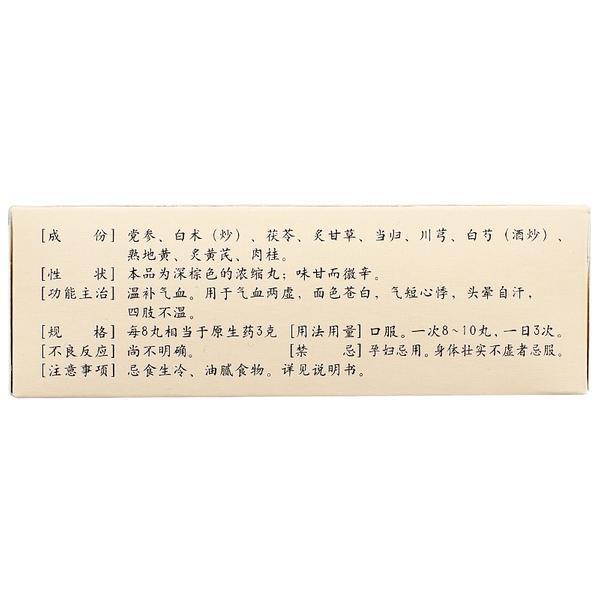 [成 份] 党参、白术（炒）、茯苓、炙甘草、当归、川芎、白芍（酒炒）、
熟地黄、炙黄芪、肉桂。
[性 状] 本品为深棕色的浓缩丸；味甘而微辛。
[功能主治] 温补气血。用于气血两虚，面色苍白，气短心悸，头晕自汗，
四肢不温。
[规 格] 每8丸相当于原生药3克 [用法用量] 口服。一次8~10丸，一日3次。
[不良反应] 尚不明确。 [禁 忌] 孕妇忌用。身体壮实不虚者忌服。
[注意事项] 忌食生冷、油腻食物。详见说明书。